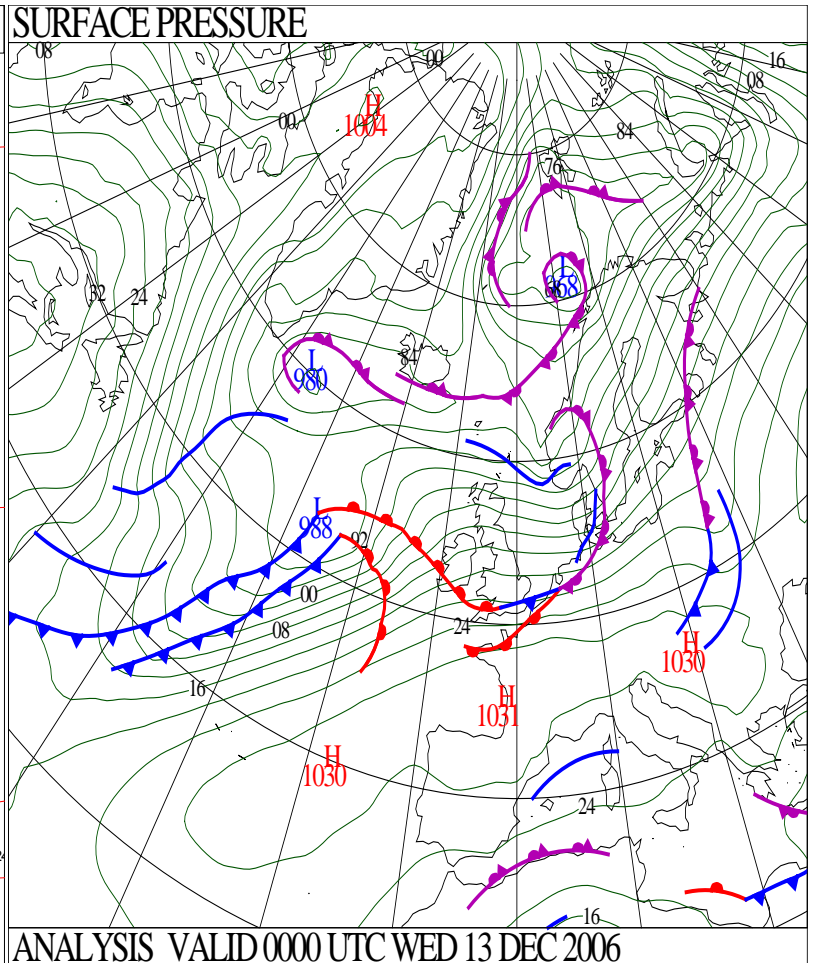 SURFACE PRESSURE
08
00
16
08
H
1004
00
84
76
L
968
32
24
84
L
980
L
988
92
00
08
24
H
1030
16
H
1031
H
1030
24
16
ANALYSIS VALID 0000 UTC WED 13 DEC 2006